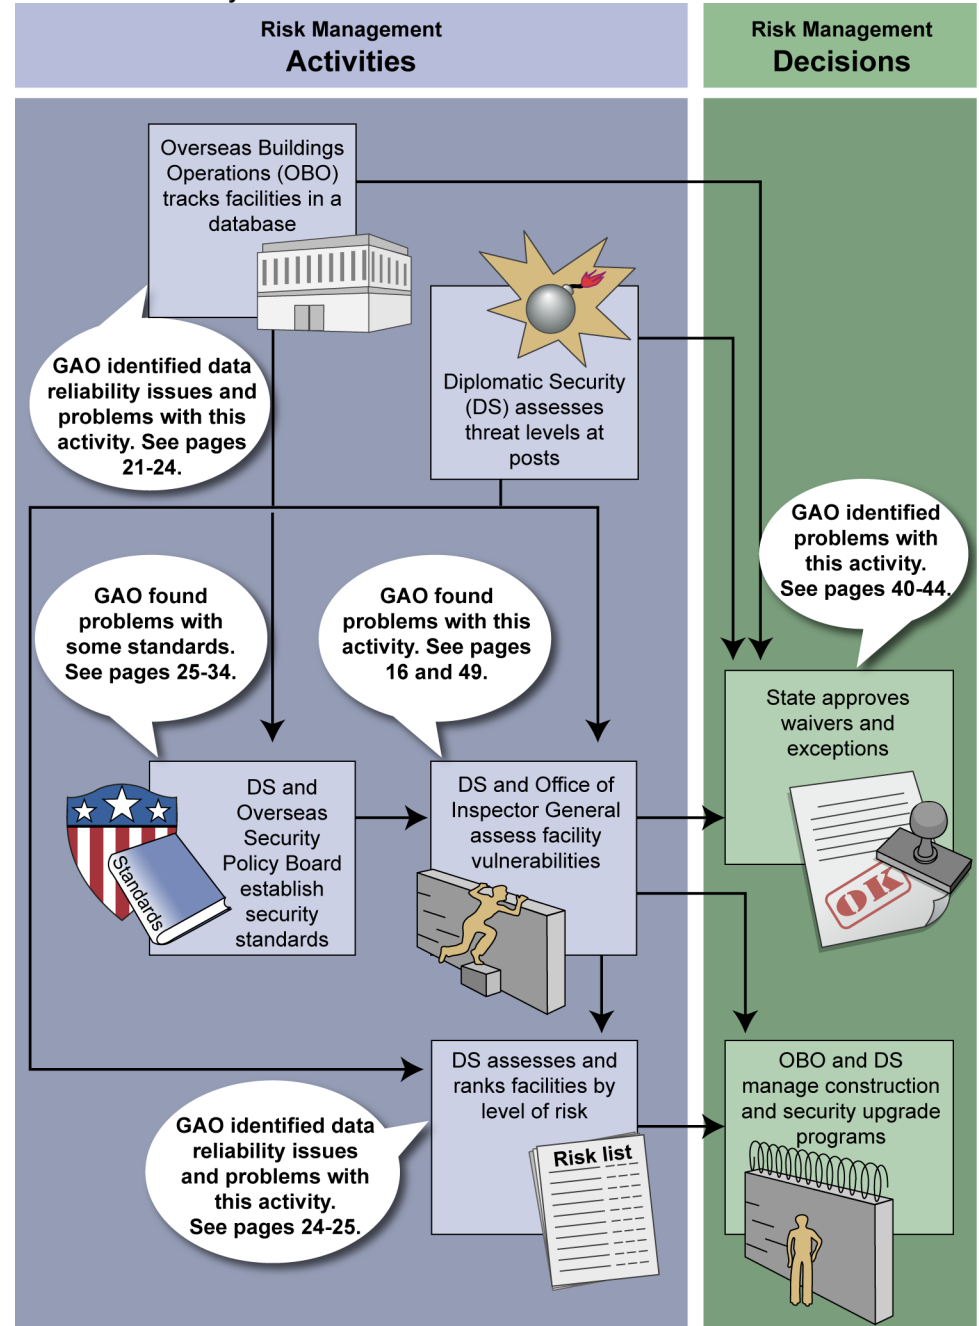 Risk Management
Activities
Risk Management
Decisions
Overseas Buildings
Operations (OBO)
tracks facilities in a
database
GAO identified data
reliability issues and
problems with this
activity. See pages
21-24.
Diplomatic Security
(DS) assesses
threat levels at
posts
GAO identified
problems with
this activity.
See pages 40-44.
GAO found
problems with
some standards.
See pages 25-34.
GAO found
problems with this
activity. See pages
16 and 49.
State approves
waivers and
exceptions
OK
DS and
Overseas
Security
Policy Board
establish
security
standards
Standards
DS and Office of
Inspector General
assess facility
vulnerabilities
DS assesses and
ranks facilities by
level of risk
Risk list
GAO identified data
reliability issues
and problems with
this activity.
See pages 24-25.
OBO and DS
manage construction
and security upgrade
programs